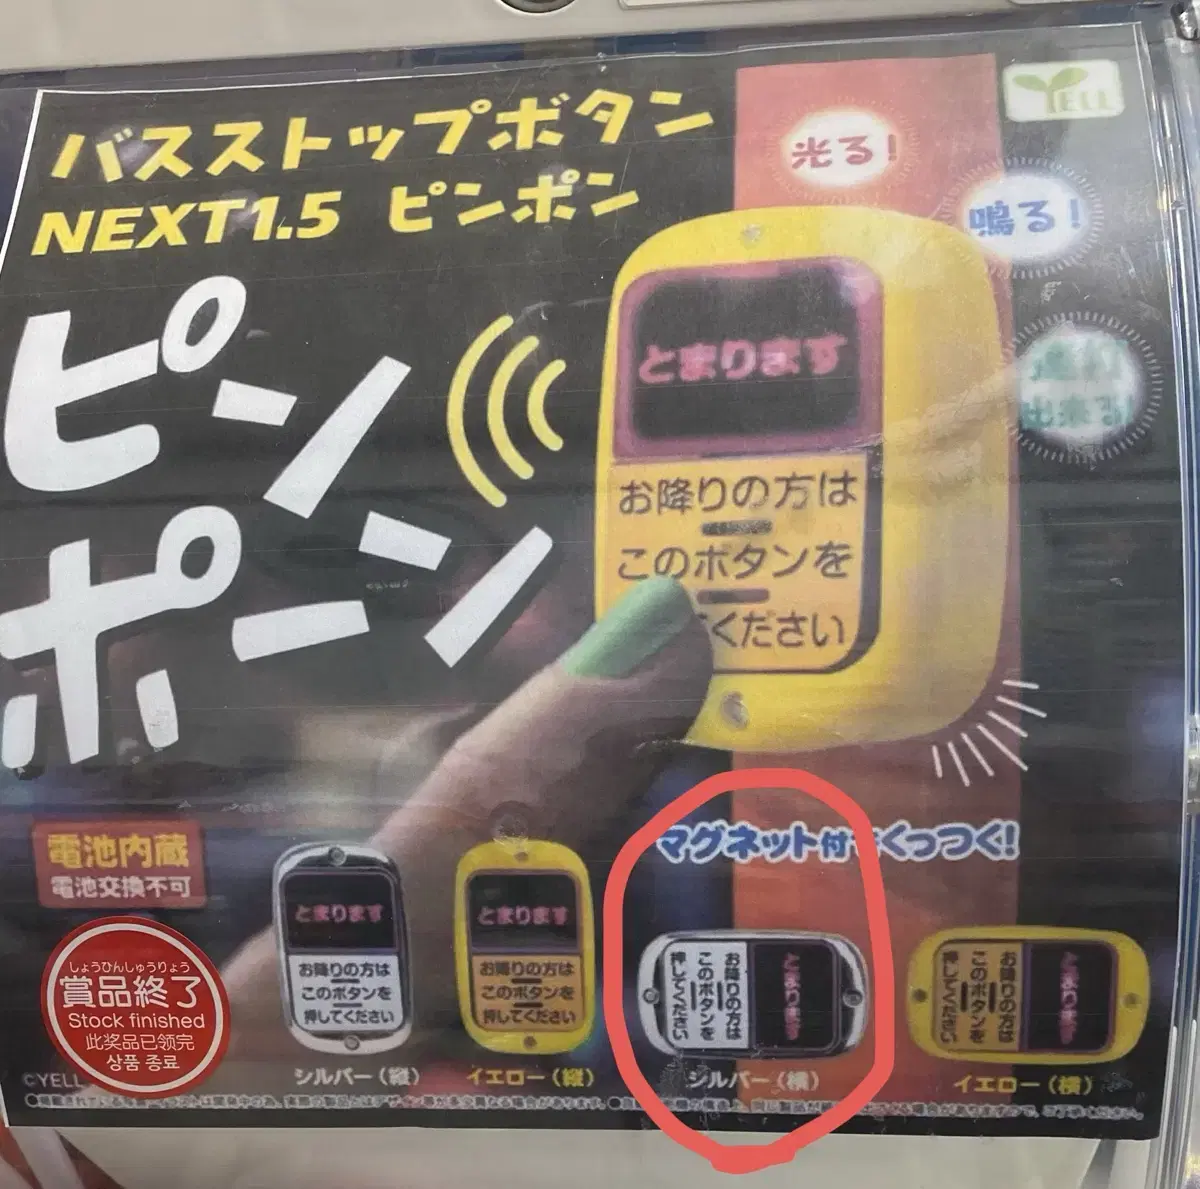 バスストップボタン
NEXT1.5 ピンポン
YELL
光る!
鳴る!
出来る!
ピンポーン
とまります
お降りの方は
このボタンを
ください
マグネット付
くっつく!
電池内蔵
電池交換不可
しょうひんしゅうりょう
賞品終了
Stock finished
此奖品已领完
상품 종료
とまります
お降りの方は
このボタンを
押してください
シルバー(縦)
とまります
お降りの方は
このボタンを
押してください
イエロー(縦)
とまります
お降りの方は
このボタンを
押してください
シルバー(横)
とまります
お降りの方は
このボタンを
押してください
イエロー(横)
©YELL